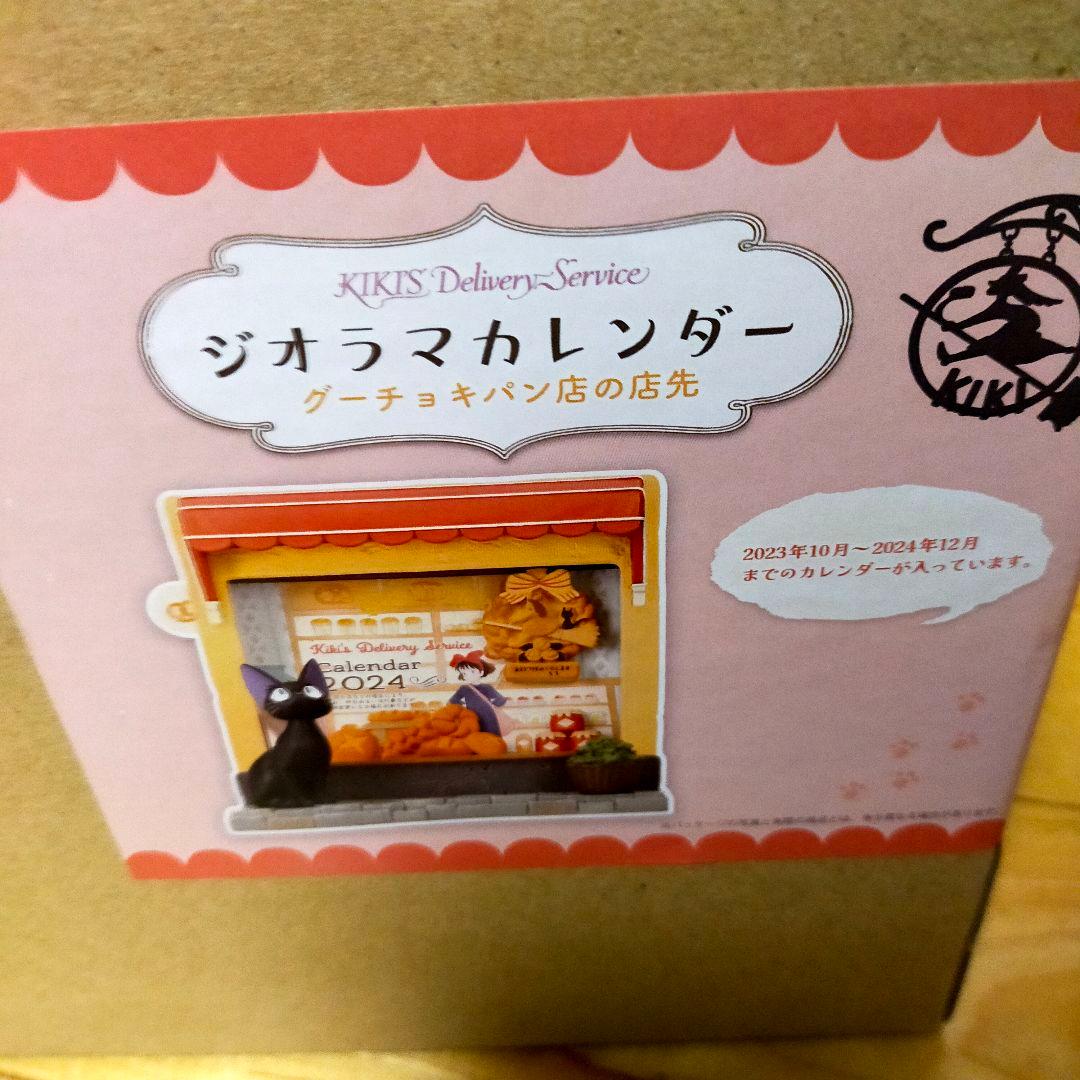 KIKI'S Delivery Service
ジオラマカレンダー
グーチョキパン店の店先
KIKI
2023年10月～2024年12月
までのカレンダーが入っています。
Kiki's Delivery Service
Calendar
2024